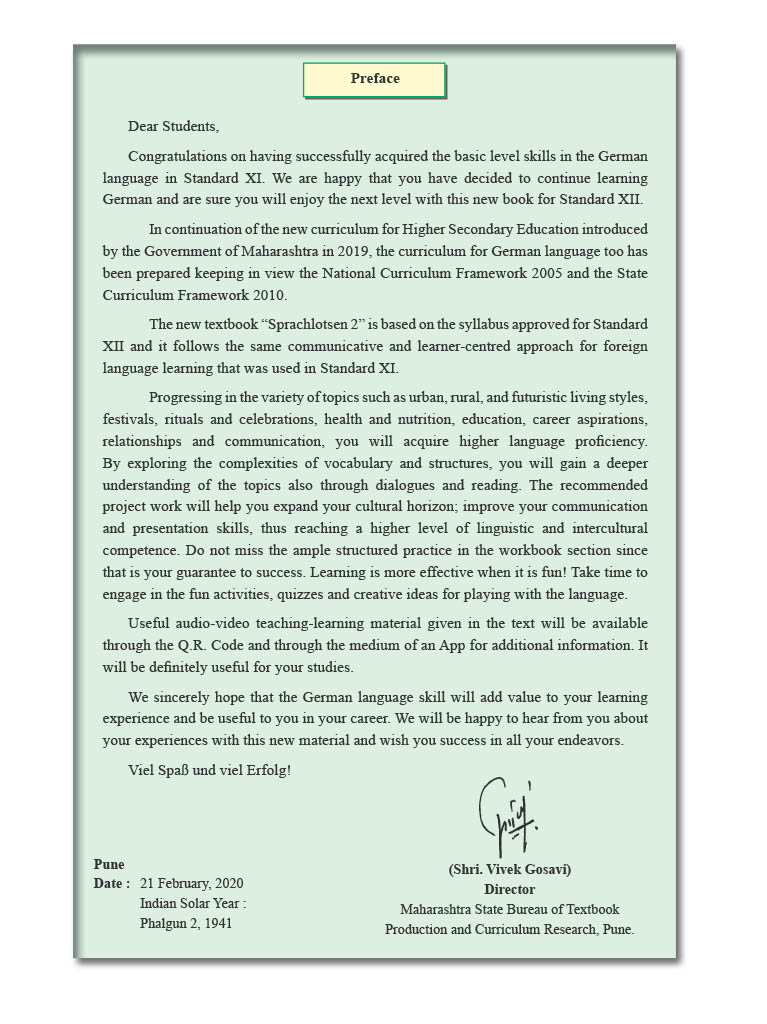 Preface
Dear Students,
Congratulations on having successfully acquired the basic level skills in the German
language in Standard XI. We are happy that you have decided to continue learning
German and are sure you will enjoy the next level with this new book for Standard XII.
In continuation of the new curriculum for Higher Secondary Education introduced
by the Government of Maharashtra in 2019, the curriculum for German language too has
been prepared keeping in view the National Curriculum Framework 2005 and the State
Curriculum Framework 2010.
The new textbook “Sprachlotsen 2” is based on the syllabus approved for Standard
XII and it follows the same communicative and learner-centred approach for foreign
language learning that was used in Standard XI.
Progressing in the variety of topics such as urban, rural, and futuristic living styles,
festivals, rituals and celebrations, health and nutrition, education, career aspirations,
relationships and communication, you will acquire higher language proficiency.
By exploring the complexities of vocabulary and structures, you will gain a deeper
understanding of the topics also through dialogues and reading. The recommended
project work will help you expand your cultural horizon; improve your communication
and presentation skills, thus reaching a higher level of linguistic and intercultural
competence. Do not miss the ample structured practice in the workbook section since
that is your guarantee to success. Learning is more effective when it is fun! Take time to
engage in the fun activities, quizzes and creative ideas for playing with the language.
Useful audio-video teaching-learning material given in the text will be available
through the Q.R. Code and through the medium of an App for additional information. It
will be definitely useful for your studies.
We sincerely hope that the German language skill will add value to your learning
experience and be useful to you in your career. We will be happy to hear from you about
your experiences with this new material and wish you success in all your endeavors.
Viel Spaß und viel Erfolg!
Pune
Date : 21 February, 2020
Indian Solar Year :
Phalgun 2, 1941
(Shri. Vivek Gosavi)
Director
Maharashtra State Bureau of Textbook
Production and Curriculum Research, Pune.